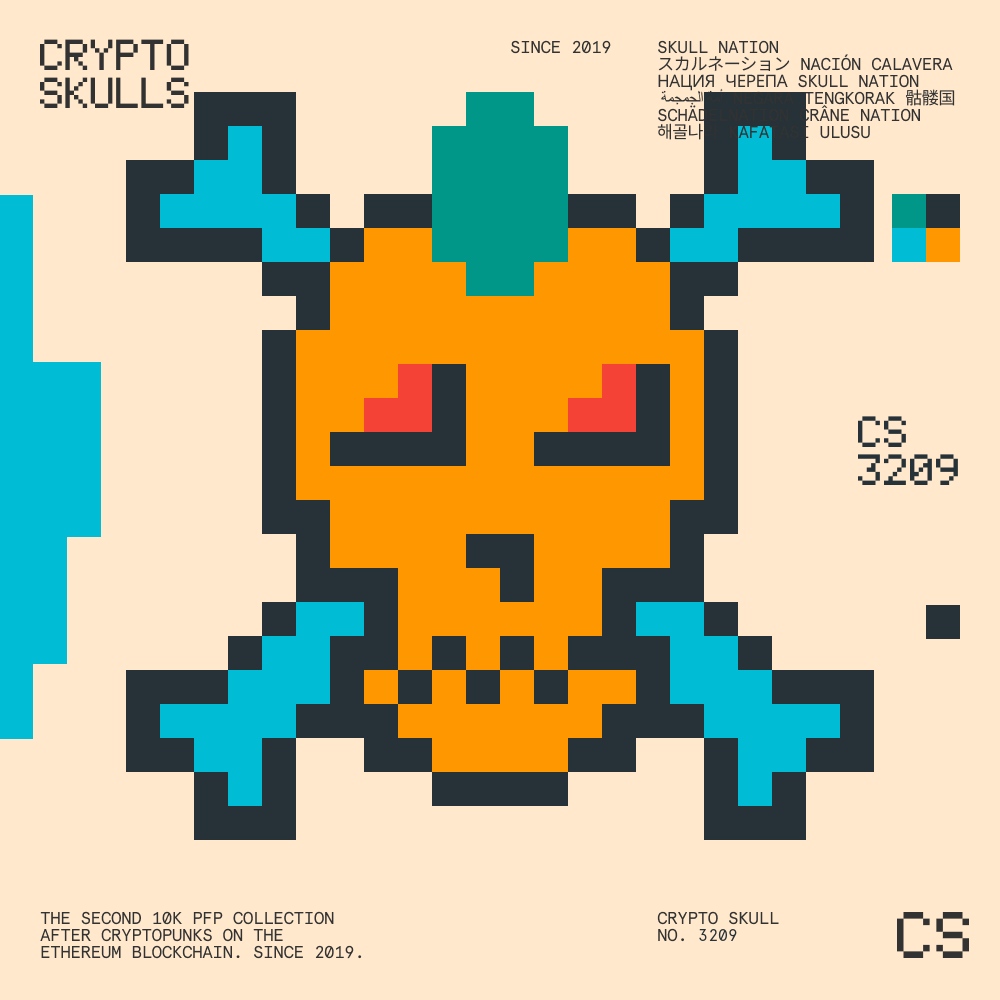 CRYPTO
SKULLS
SINCE 2019
SKULL NATION
スカルネーション NACIÓN CALAVERA
НАЦИЯ ЧЕРЕПА SKULL NATION
الجمجمة TENGKORAK 骷髅国
CRÂNE NATION
해골나 ULUSU
CS
3209
THE SECOND 10K PFP COLLECTION
AFTER CRYPTOPUNKS ON THE
ETHEREUM BLOCKCHAIN. SINCE 2019.
CRYPTO SKULL
NO. 3209
CS